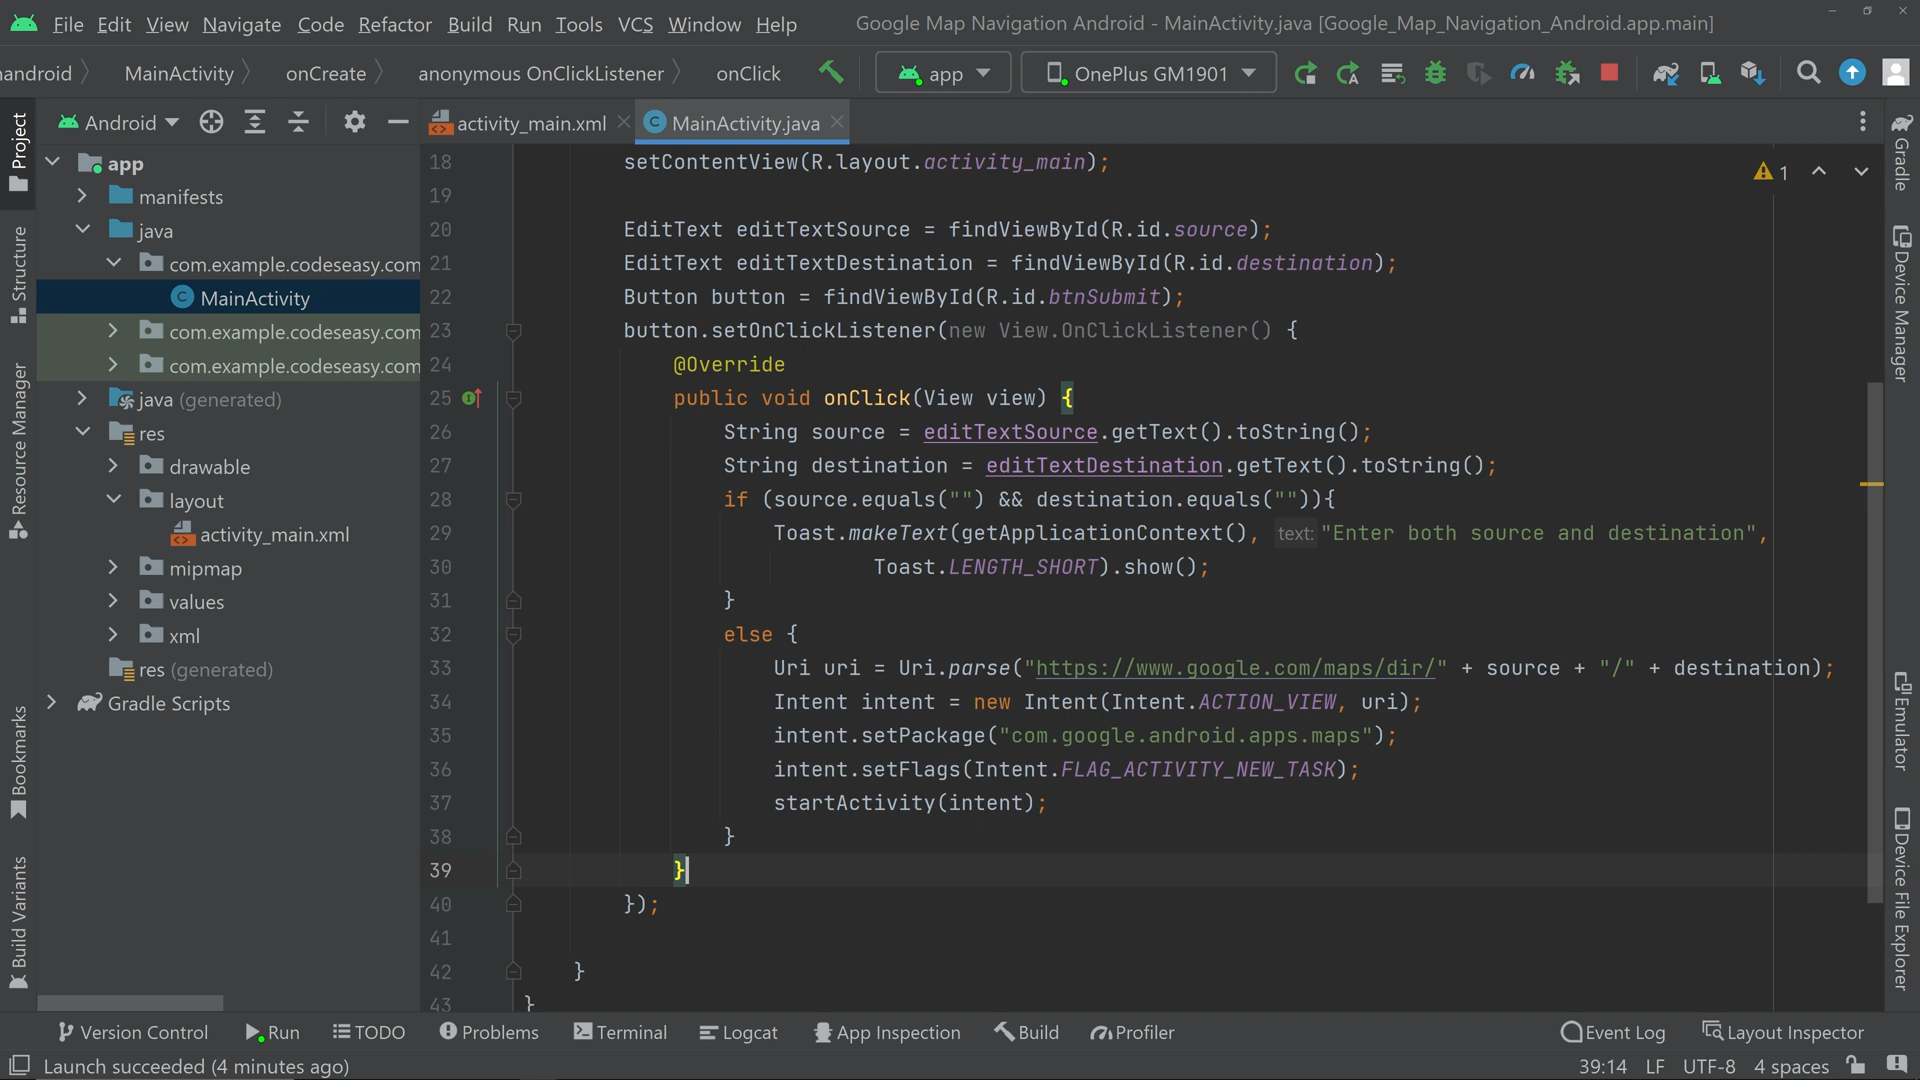 File Edit View Navigate Code Refactor Build Run Tools VCS Window Help Google Map Navigation Android - MainActivity.java [Google_Map_Navigation_Android.app.main]
nandroid MainActivity onCreate anonymous OnClickListener onClick app OnePlus GM1901
Project
Structure
Resource Manager
Bookmarks
Build Variants
Android
app
manifests
java
com.example.codeseasy.com
MainActivity
com.example.codeseasy.com
com.example.codeseasy.com
java (generated)
res
drawable
layout
activity_main.xml
mipmap
values
xml
res (generated)
Gradle Scripts
activity_main.xml MainActivity.java
1
18 setContentView(R.layout.activity_main);
19
20 EditText editTextSource = findViewById(R.id.source);
21 EditText editTextDestination = findViewById(R.id.destination);
22 Button button = findViewById(R.id.btnSubmit);
23 button.setOnClickListener(new View.OnClickListener() {
24 @Override
25 public void onClick(View view) {
26 String source = editTextSource.getText().toString();
27 String destination = editTextDestination.getText().toString();
28 if (source.equals("") && destination.equals("")){
29 Toast.makeText(getApplicationContext(), text: "Enter both source and destination",
30 Toast.LENGTH_SHORT).show();
31 }
32 else {
33 Uri uri = Uri.parse("https://www.google.com/maps/dir/" + source + "/" + destination);
34 Intent intent = new Intent(Intent.ACTION_VIEW, uri);
35 intent.setPackage("com.google.android.apps.maps");
36 intent.setFlags(Intent.FLAG_ACTIVITY_NEW_TASK);
37 startActivity(intent);
38 }
39 }
40 });
41
42 }
43 }
Gradle
Device Manager
Emulator
Device File Explorer
Version Control Run TODO Problems Terminal Logcat App Inspection Build Profiler Event Log Layout Inspector
Launch succeeded (4 minutes ago) 39:14 LF UTF-8 4 spaces